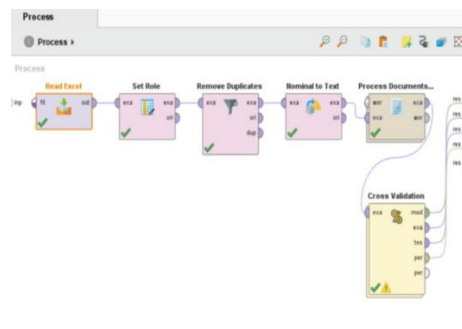 Process
Process
Process
Read Excel
Set Role
Remove Duplicates
Nominal to Text
Process Documents...
inp
fil
out
exa
exa
ori
exa
exa
ori
dup
exa
exa
ori
wor
exa
exa
wor
res
res
res
res
res
Cross Validation
exa
mod
exa
tes
per
per